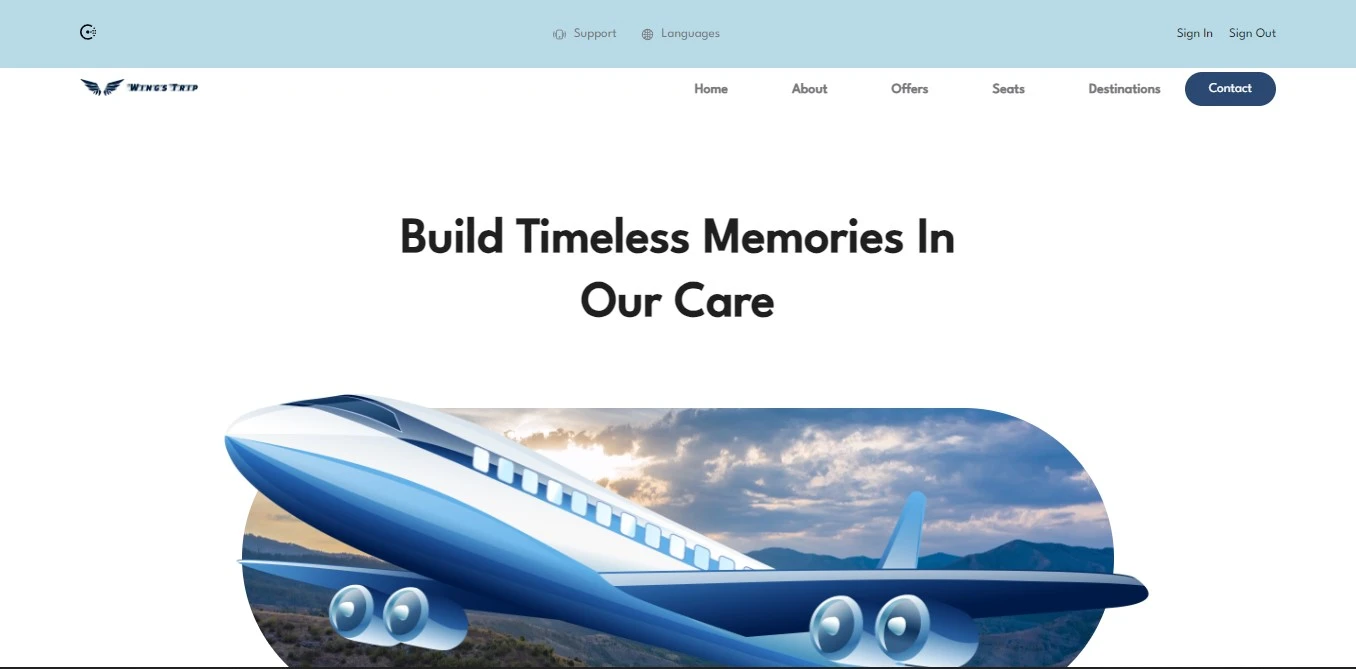 Support
Languages
Sign In
Sign Out
WING'S TRIP
Home
About
Offers
Seats
Destinations
Contact
Build Timeless Memories In
Our Care